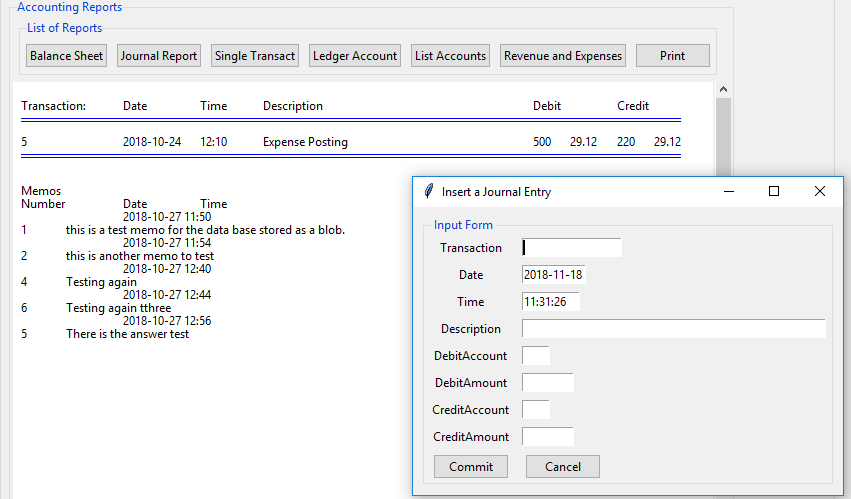 Accounting Reports
List of Reports
Balance Sheet Journal Report Single Transact Ledger Account List Accounts Revenue and Expenses Print
Transaction: Date Time Description Debit Credit
5 2018-10-24 12:10 Expense Posting 500 29.12 220 29.12
Memos
Number Date Time
2018-10-27 11:50
1 this is a test memo for the data base stored as a blob.
2018-10-27 11:54
2 this is another memo to test
2018-10-27 12:40
4 Testing again
2018-10-27 12:44
6 Testing again tthree
2018-10-27 12:56
5 There is the answer test
Insert a Journal Entry
Input Form
Transaction
Date 2018-11-18
Time 11:31:26
Description
DebitAccount
DebitAmount
CreditAccount
CreditAmount
Commit Cancel